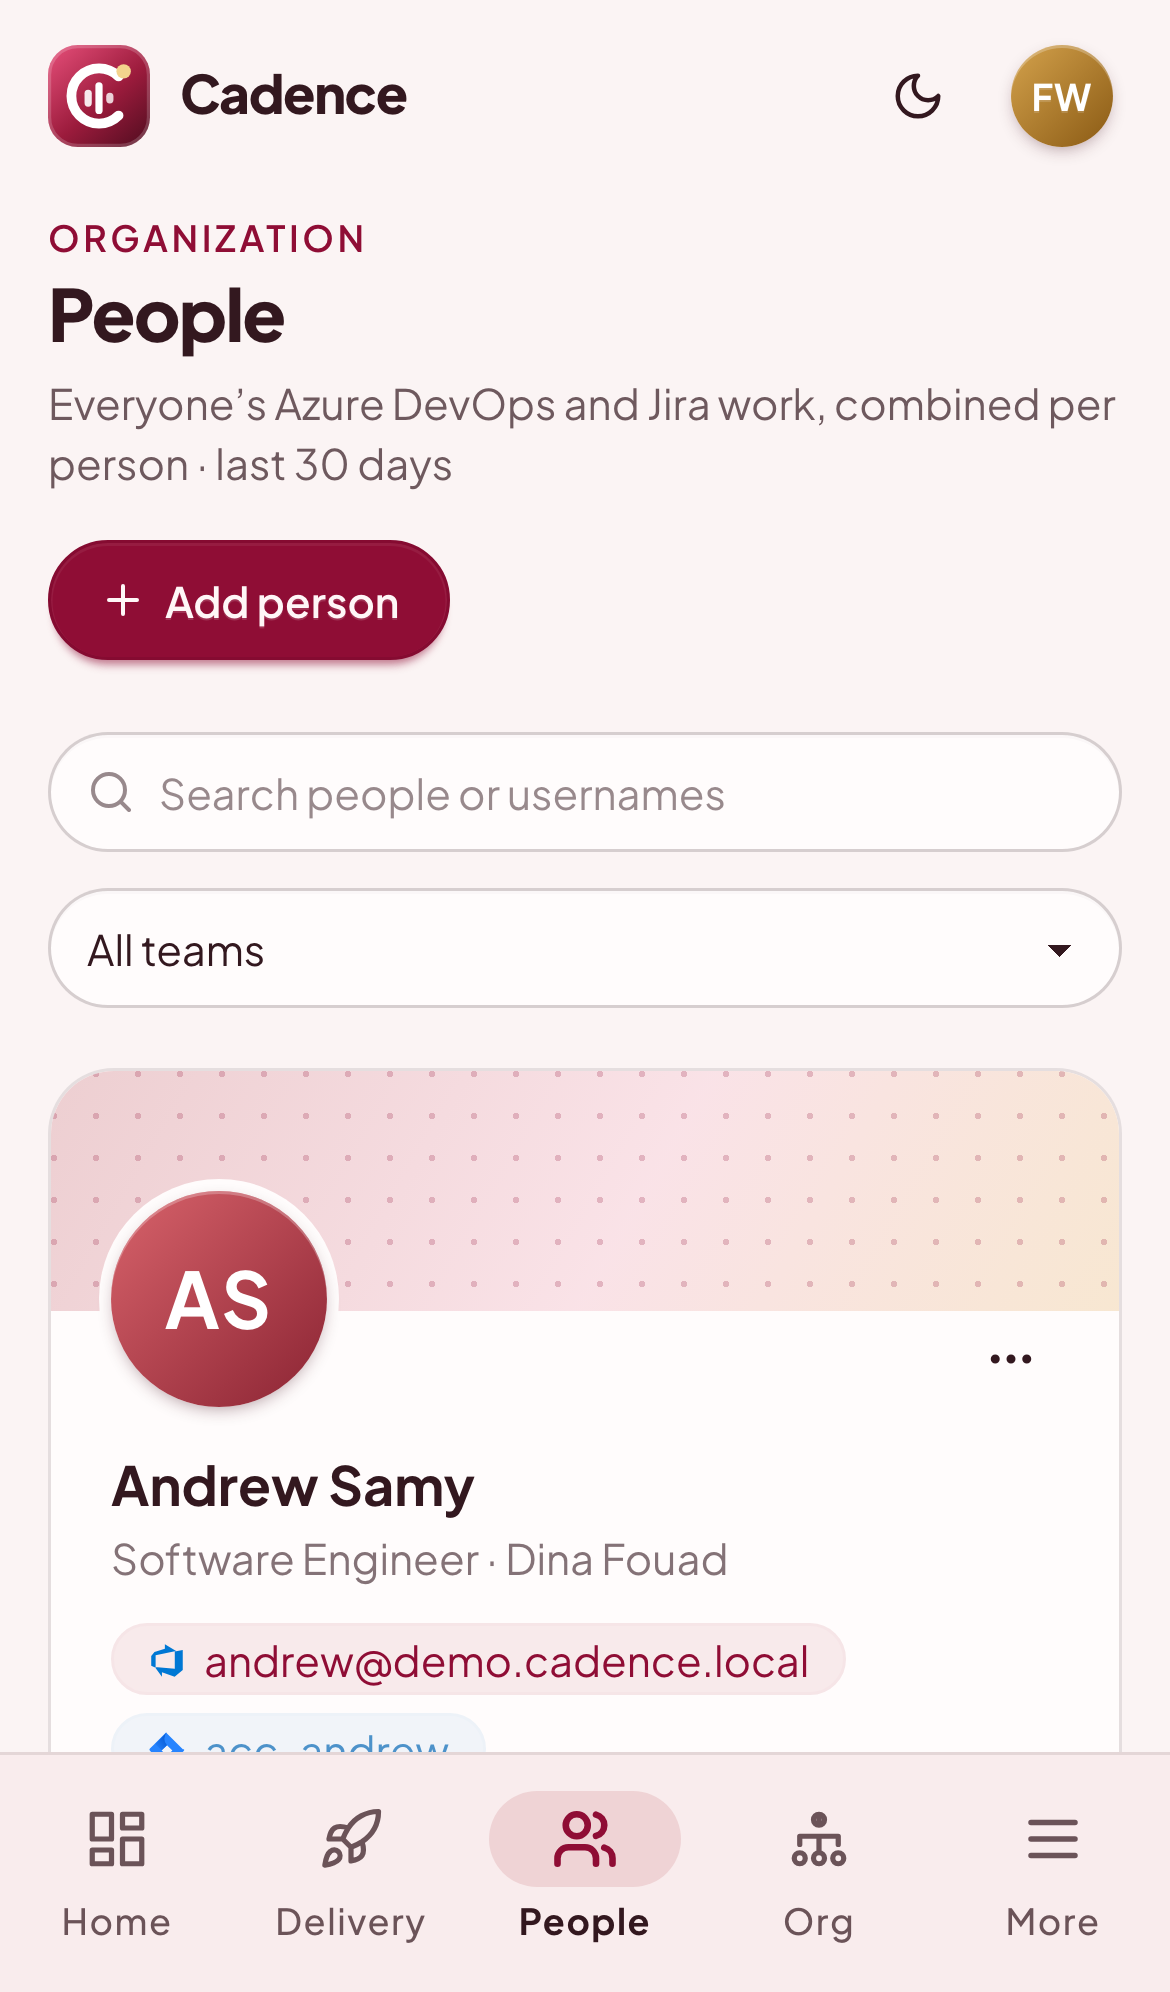 Cadence
FW
ORGANIZATION
People
Everyone’s Azure DevOps and Jira work, combined per
person · last 30 days
Add person
Search people or usernames
All teams
AS
Andrew Samy
Software Engineer · Dina Fouad
andrew@demo.cadence.local
acc_andrew
Home
Delivery
People
Org
More